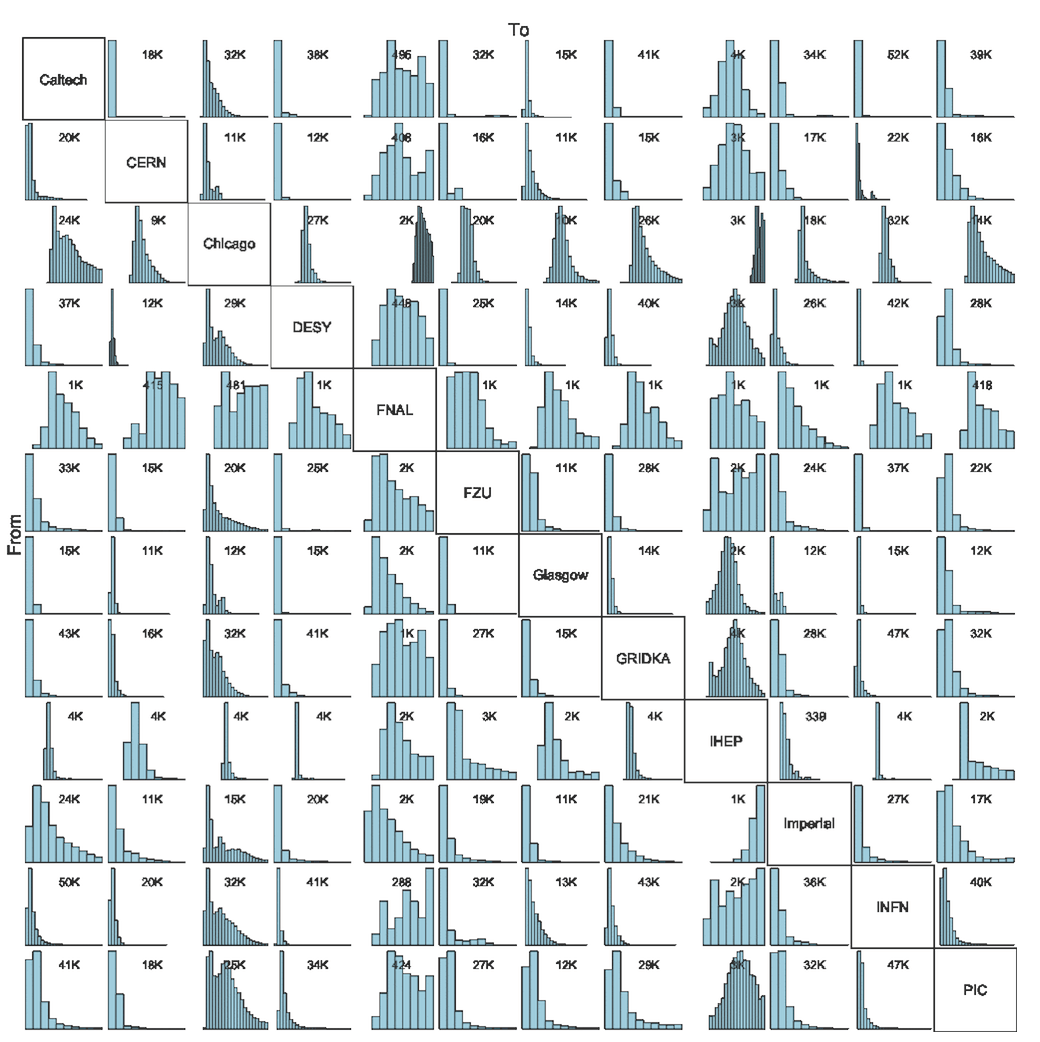 To
Caltech 18K 32K 38K 495 32K 15K 41K 4K 34K 52K 39K
20K CERN 11K 12K 408 16K 11K 15K 3K 17K 22K 16K
24K 9K Chicago 27K 2K 20K 10K 26K 3K 18K 32K 14K
37K 12K 29K DESY 448 25K 14K 40K 3K 26K 42K 28K
1K 415 481 1K FNAL 1K 1K 1K 1K 1K 1K 418
33K 15K 20K 25K 2K FZU 11K 28K 2K 24K 37K 22K
From
15K 11K 12K 15K 2K 11K Glasgow 14K 2K 12K 15K 12K
43K 16K 32K 41K 1K 27K 15K GRIDKA 4K 28K 47K 32K
4K 4K 4K 4K 2K 3K 2K 4K IHEP 339 4K 2K
24K 11K 15K 20K 2K 19K 11K 21K 1K Imperial 27K 17K
50K 20K 32K 41K 288 32K 13K 43K 2K 36K INFN 40K
41K 18K 25K 34K 424 27K 12K 29K 3K 32K 47K PIC